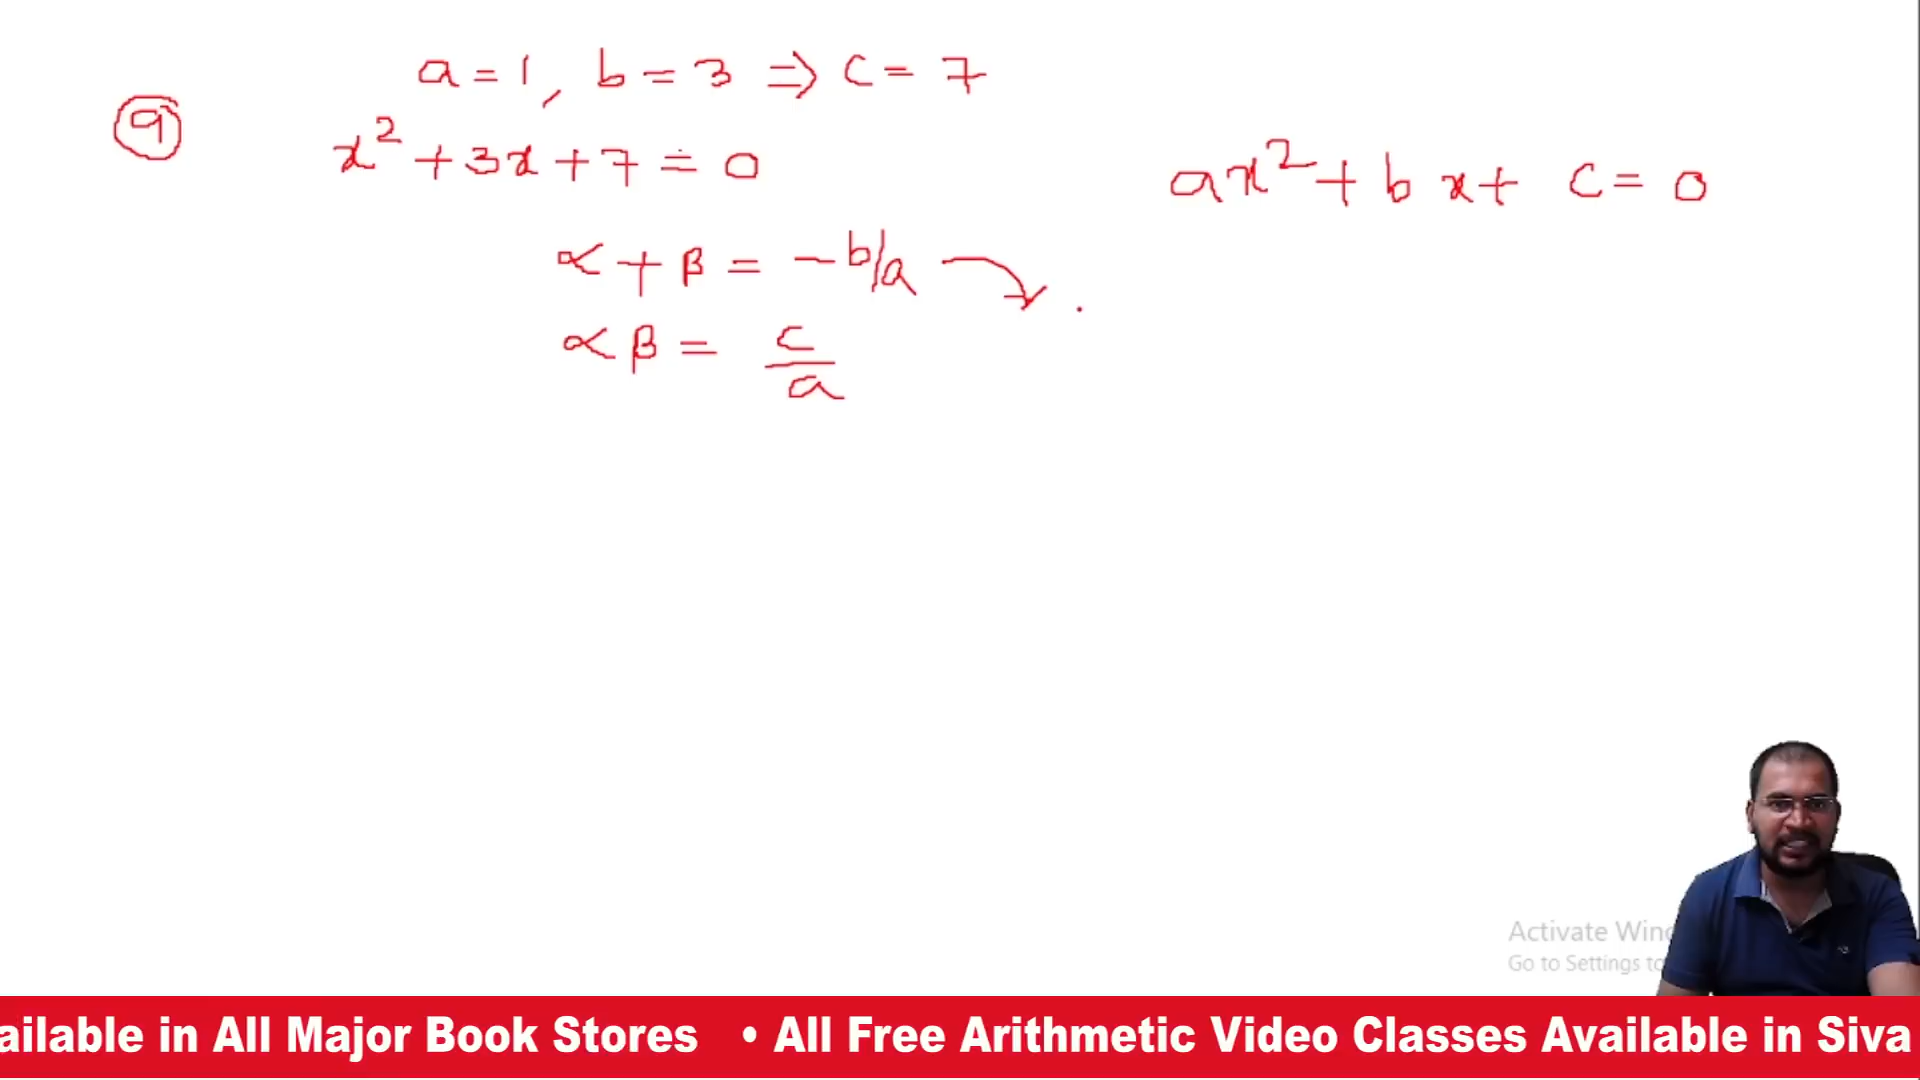 a = 1, b = 3 ⇒ c = 7
9
x² + 3x + 7 = 0
ax² + bx + c = 0
α + β = -b/a
αβ = c/a
Activate Win
Go to Settings to
ailable in All Major Book Stores • All Free Arithmetic Video Classes Available in Siva